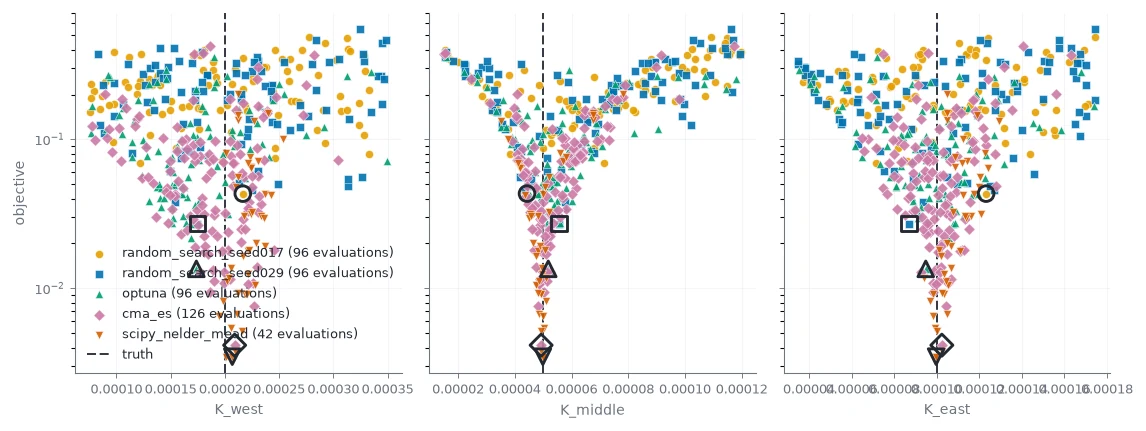 objective
10⁻¹
10⁻²
random_search_seed017 (96 evaluations)
random_search_seed029 (96 evaluations)
optuna (96 evaluations)
cma_es (126 evaluations)
scipy_nelder_mead (42 evaluations)
truth
0.00010 0.00015 0.00020 0.00025 0.00030 0.00035
K_west
0.00002 0.00004 0.00006 0.00008 0.00010 0.00012
K_middle
0.00004 0.00006 0.00008 0.00010 0.00012 0.00014 0.00016 0.00018
K_east